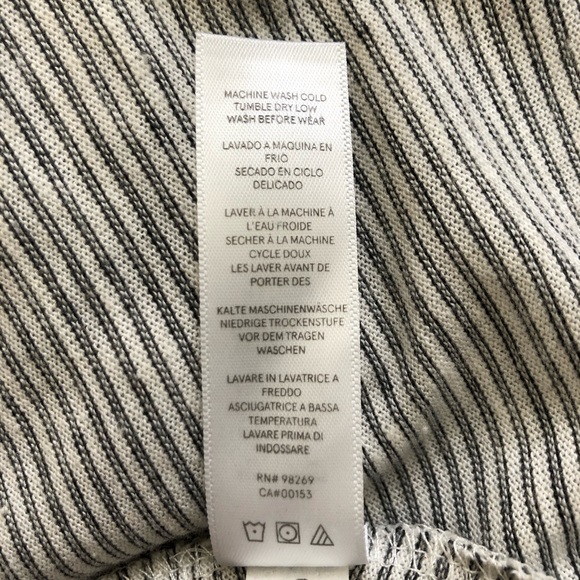 MACHINE WASH COLD
TUMBLE DRY LOW
WASH BEFORE WEAR
LAVADO A MAQUINA EN
FRIO
SECADO EN CICLO
DELICADO
LAVER À LA MACHINE À
L'EAU FROIDE
SECHER À LA MACHINE
CYCLE DOUX
LES LAVER AVANT DE
PORTER DES
KALTE MASCHINENWÄSCHE
NIEDRIGE TROCKENSTUFE
VOR DEM TRAGEN
WASCHEN
LAVARE IN LAVATRICE A
FREDDO
ASCIUGATRICE A BASSA
TEMPERATURA
LAVARE PRIMA DI
INDOSSARE
RN# 98269
CA#00153